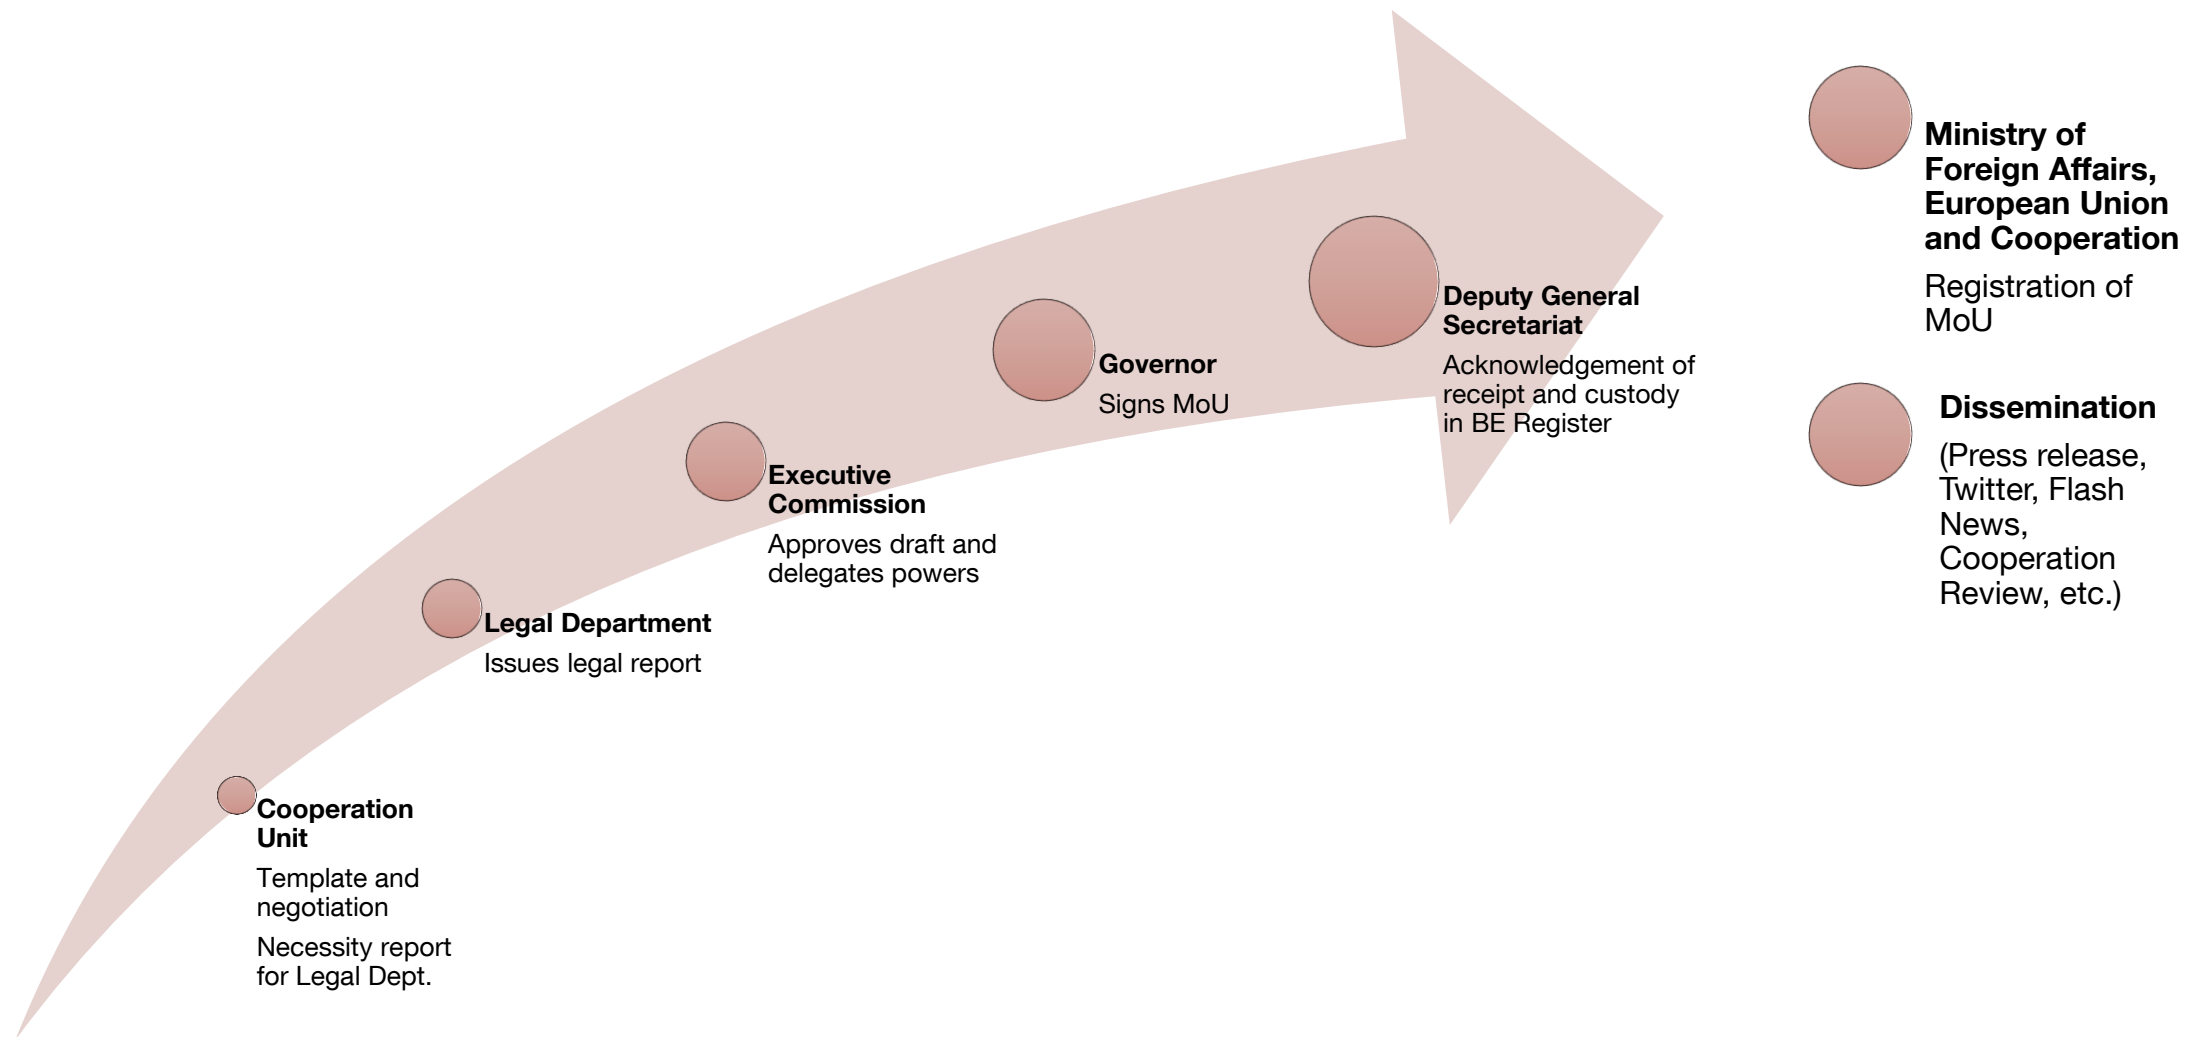 Cooperation
Unit
Template and
negotiation
Necessity report
for Legal Dept.
Legal Department
Issues legal report
Executive
Commission
Approves draft and
delegates powers
Governor
Signs MoU
Deputy General
Secretariat
Acknowledgement of
receipt and custody
in BE Register
Ministry of
Foreign Affairs,
European Union
and Cooperation
Registration of
MoU
Dissemination
(Press release,
Twitter, Flash
News,
Cooperation
Review, etc.)